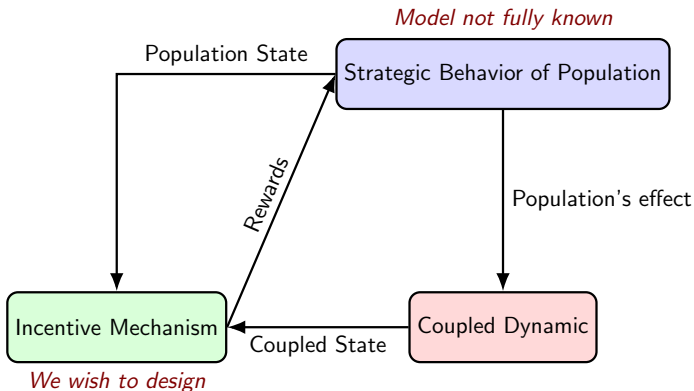 Model not fully known
Population State
Strategic Behavior of Population
Rewards
Population's effect
Incentive Mechanism
Coupled State
Coupled Dynamic
We wish to design